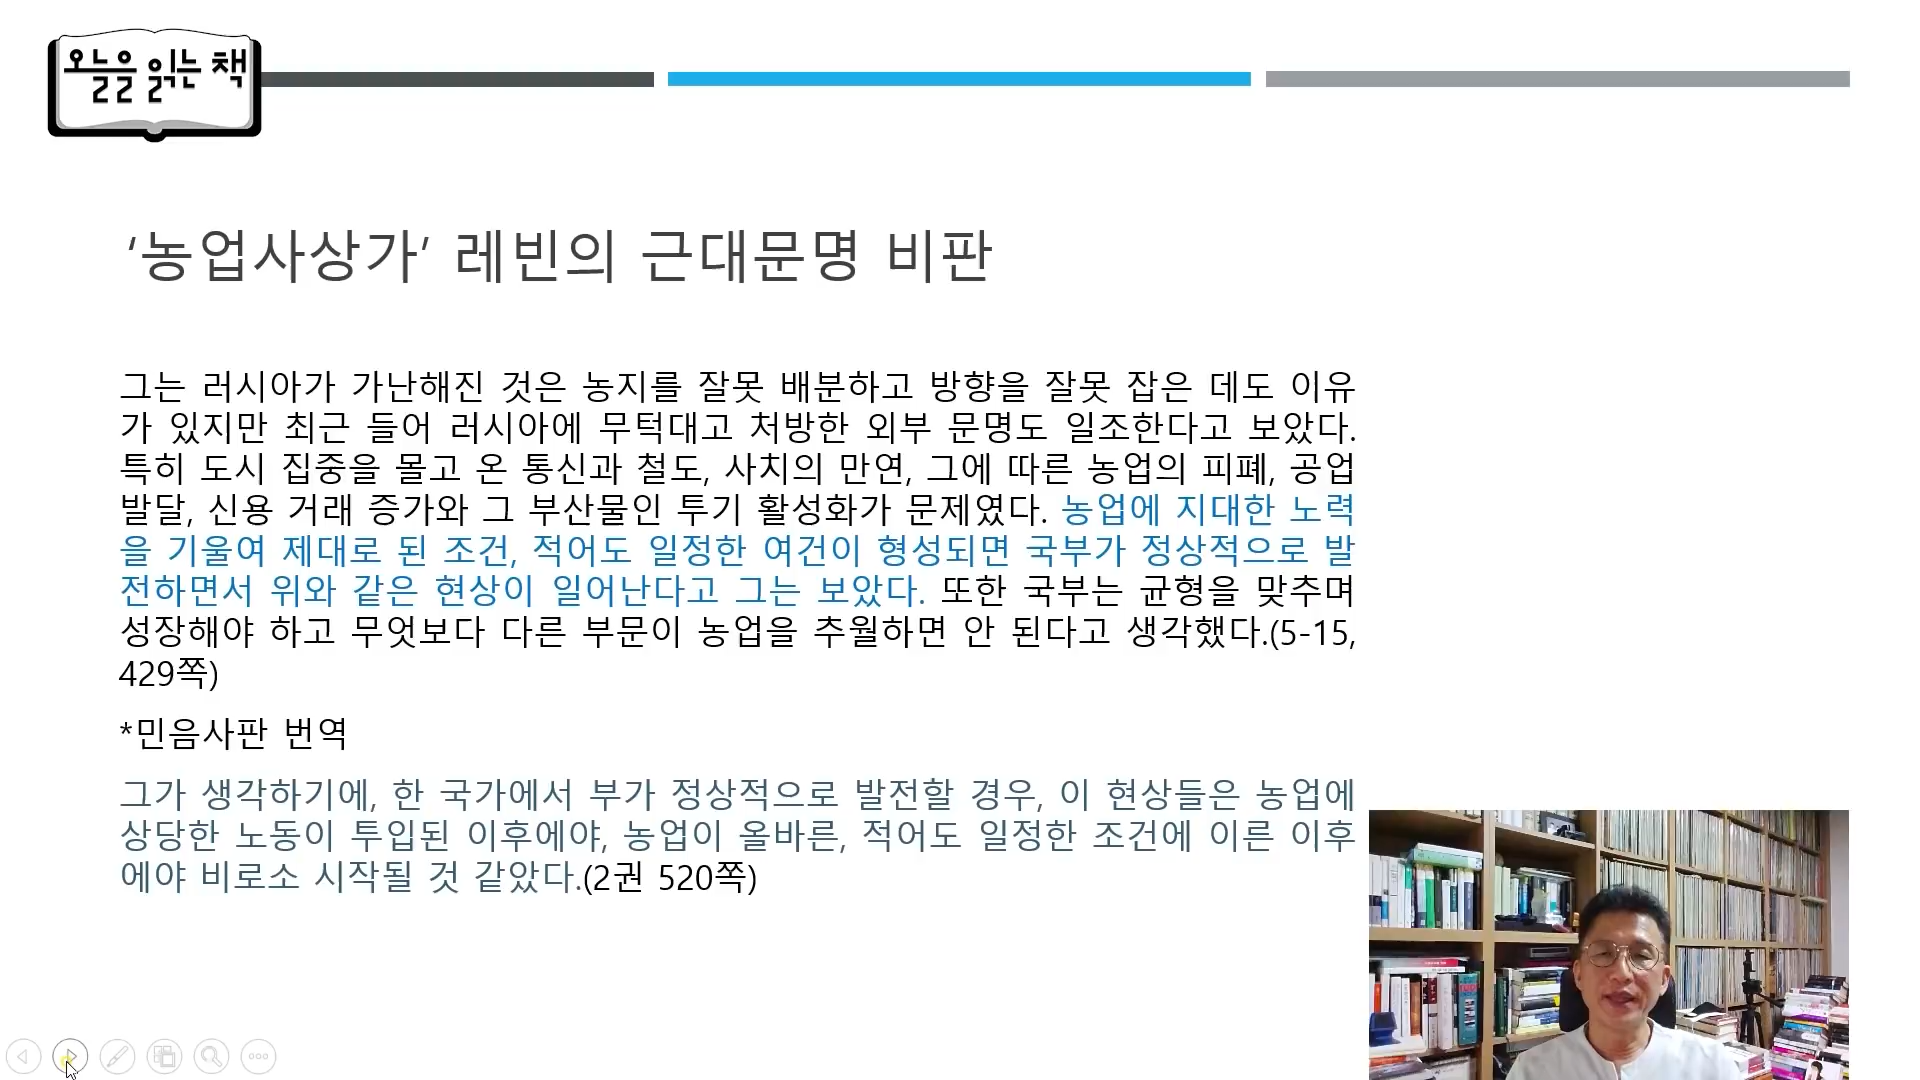 오늘을 읽는 책
‘농업사상가’ 레빈의 근대문명 비판
그는 러시아가 가난해진 것은 농지를 잘못 배분하고 방향을 잘못 잡은 데도 이유
가 있지만 최근 들어 러시아에 무턱대고 처방한 외부 문명도 일조한다고 보았다.
특히 도시 집중을 몰고 온 통신과 철도, 사치의 만연, 그에 따른 농업의 피폐, 공업
발달, 신용 거래 증가와 그 부산물인 투기 활성화가 문제였다. 농업에 지대한 노력
을 기울여 제대로 된 조건, 적어도 일정한 여건이 형성되면 국부가 정상적으로 발
전하면서 위와 같은 현상이 일어난다고 그는 보았다. 또한 국부는 균형을 맞추며
성장해야 하고 무엇보다 다른 부문이 농업을 추월하면 안 된다고 생각했다.(5-15,
429쪽)
*민음사판 번역
그가 생각하기에, 한 국가에서 부가 정상적으로 발전할 경우, 이 현상들은 농업에
상당한 노동이 투입된 이후에야, 농업이 올바른, 적어도 일정한 조건에 이른 이후
에야 비로소 시작될 것 같았다.(2권 520쪽)